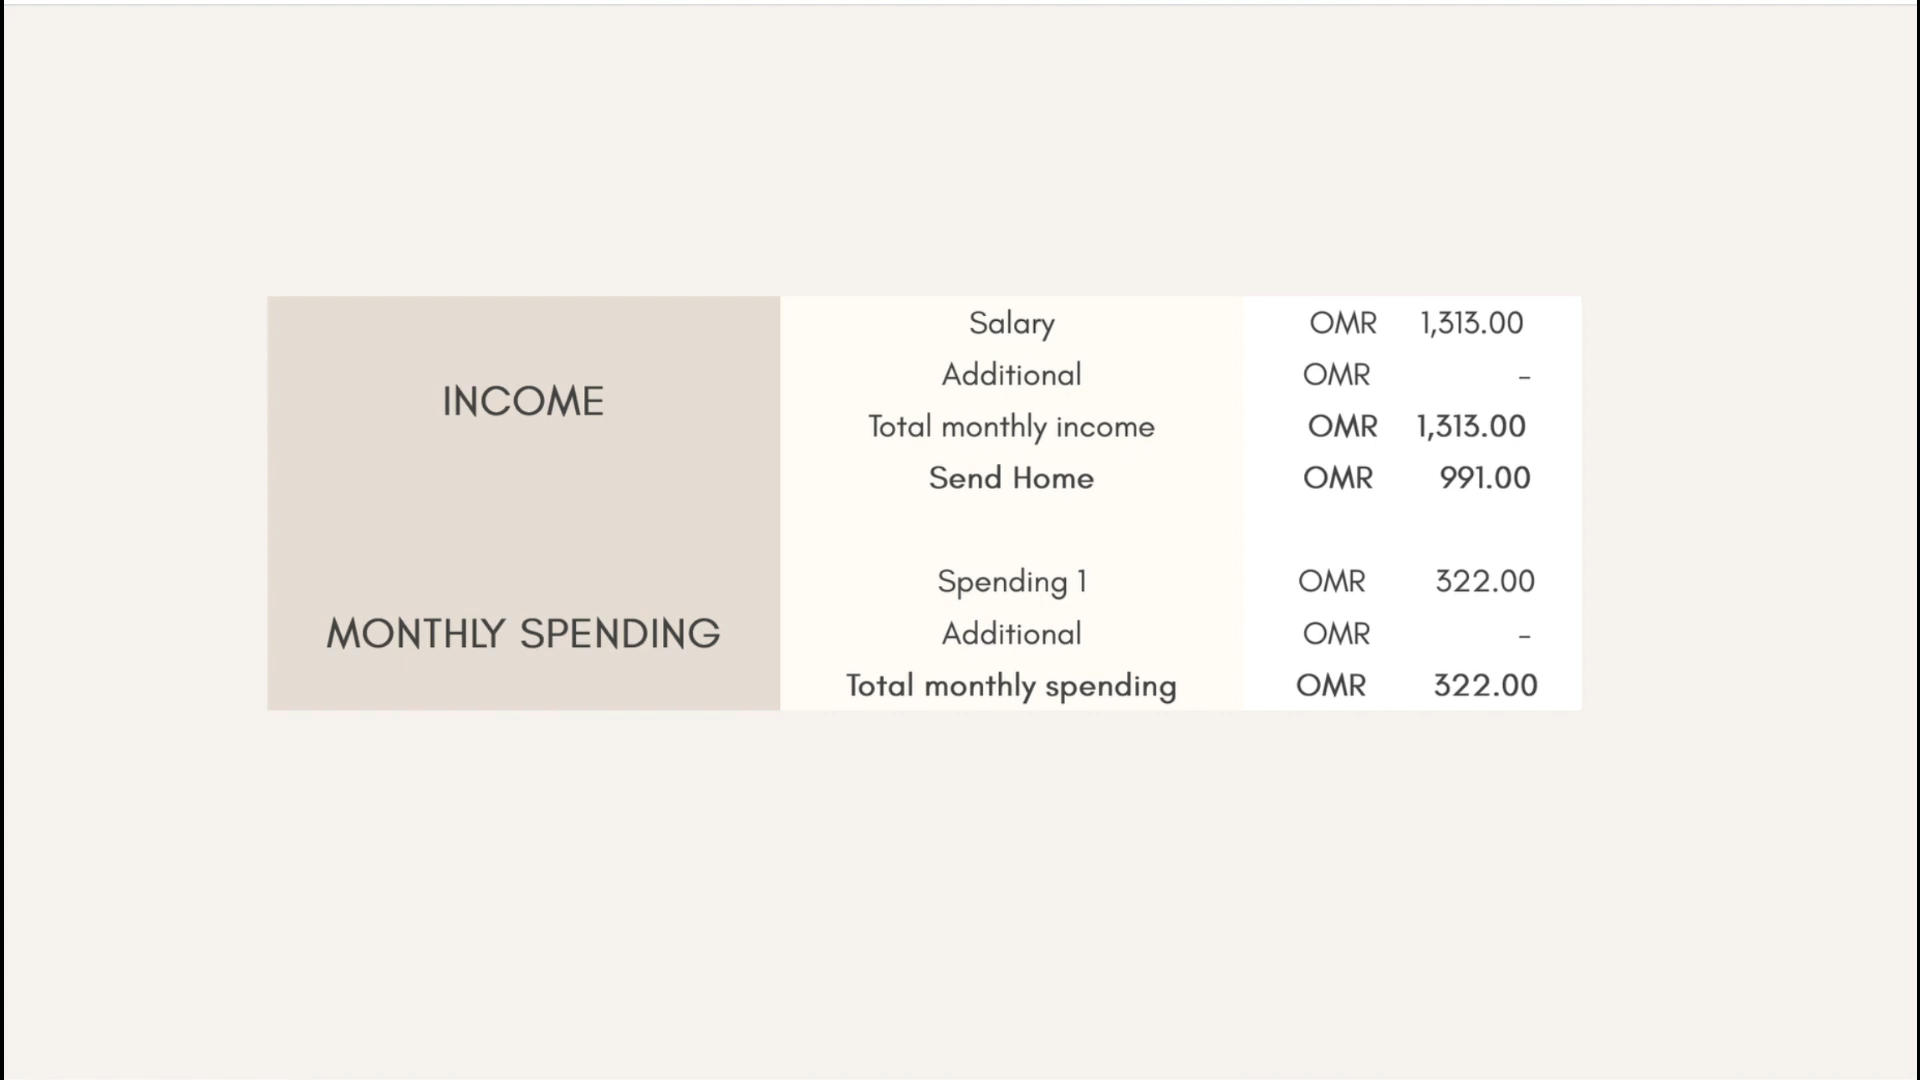 INCOME
Salary OMR 1,313.00
Additional OMR -
Total monthly income OMR 1,313.00
Send Home OMR 991.00
MONTHLY SPENDING
Spending 1 OMR 322.00
Additional OMR -
Total monthly spending OMR 322.00